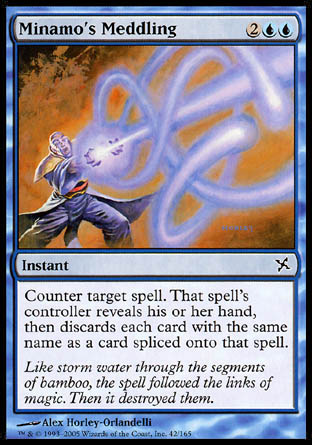 Minamo's Meddling 2
Instant
Counter target spell. That spell's
controller reveals his or her hand,
then discards each card with the same
name as a card spliced onto that spell.
Like storm water through the segments
of bamboo, the spell followed the links of
magic. Then it destroyed them.
Alex Horley-Orlandelli
™ & © 1993–2005 Wizards of the Coast, Inc. 42/165